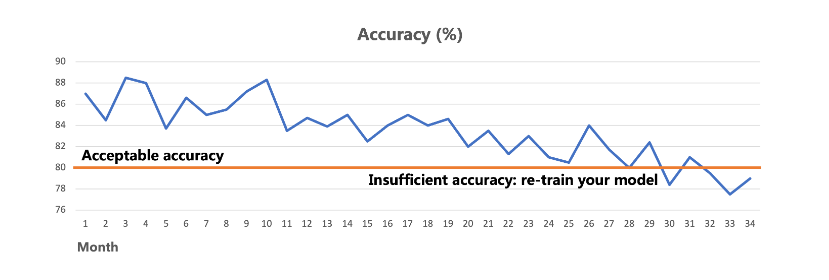 Accuracy (%)
90
88
86
84
82
80
78
76
Acceptable accuracy
Insufficient accuracy: re-train your model
1 2 3 4 5 6 7 8 9 10 11 12 13 14 15 16 17 18 19 20 21 22 23 24 25 26 27 28 29 30 31 32 33 34
Month